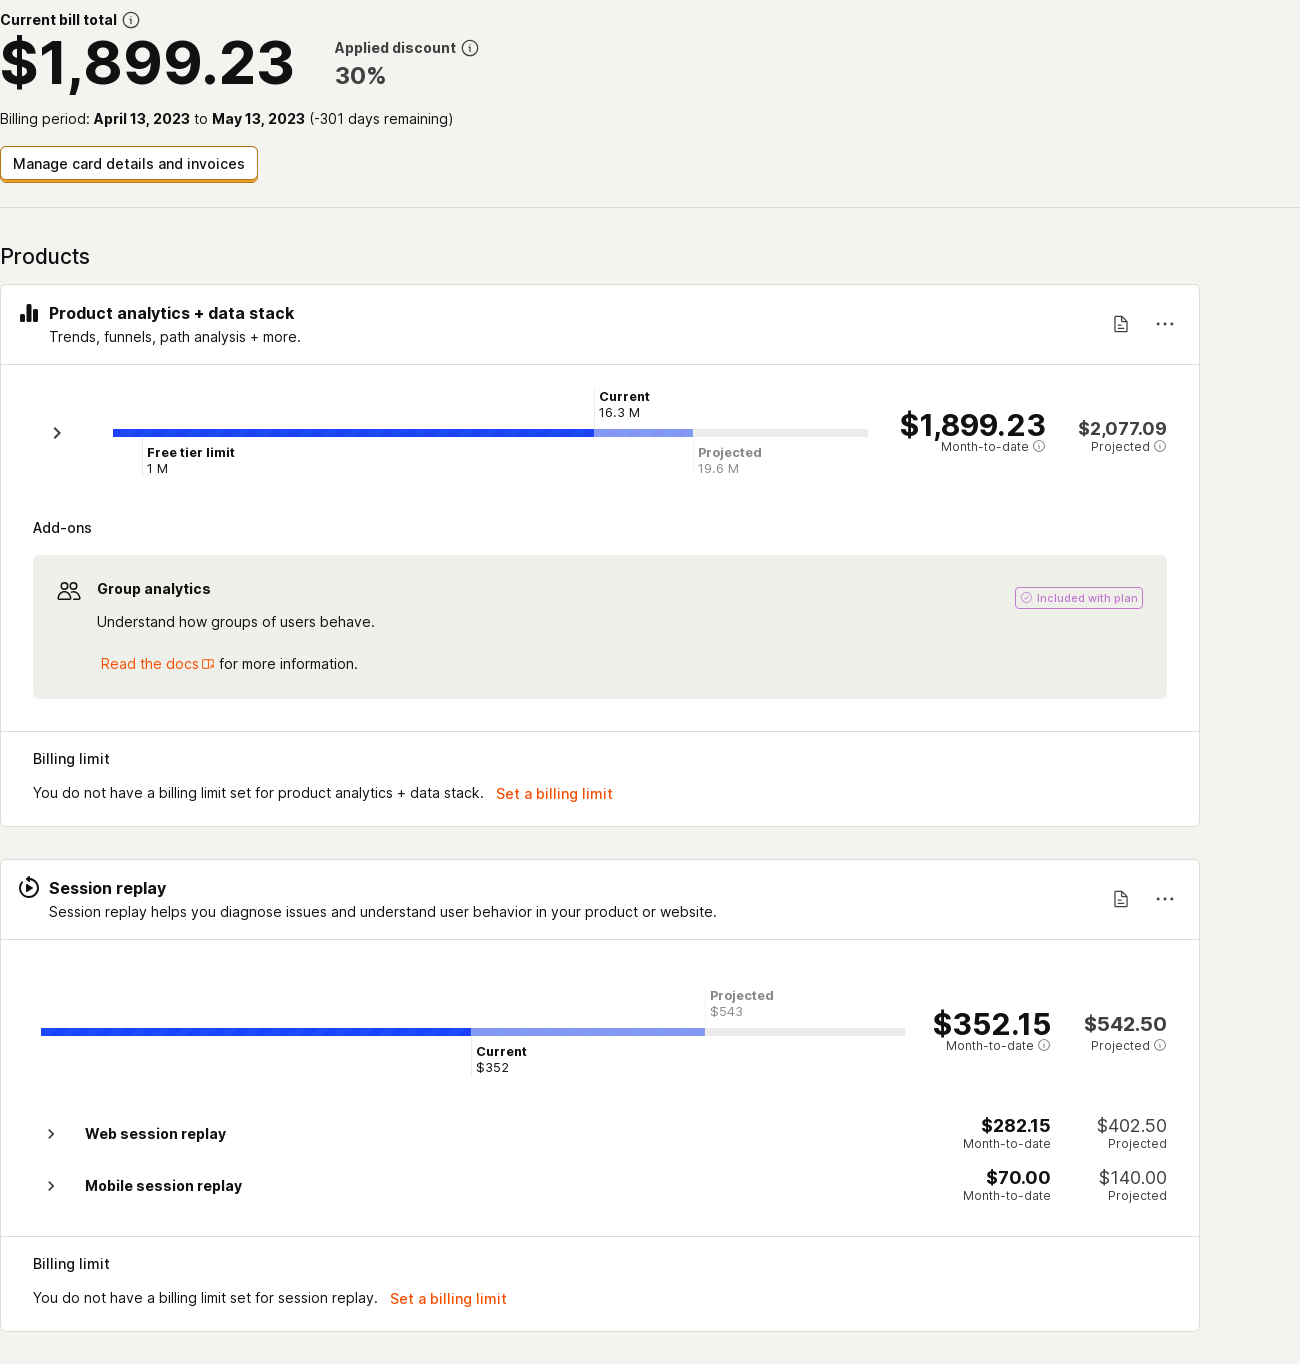 Current bill total
$1,899.23
Applied discount
30%
Billing period: April 13, 2023 to May 13, 2023 (-301 days remaining)
Manage card details and invoices
Products
Product analytics + data stack
Trends, funnels, path analysis + more.
Current
16.3 M
Free tier limit
1 M
Projected
19.6 M
$1,899.23
Month-to-date
$2,077.09
Projected
Add-ons
Group analytics
Included with plan
Understand how groups of users behave.
Read the docs for more information.
Billing limit
You do not have a billing limit set for product analytics + data stack. Set a billing limit
Session replay
Session replay helps you diagnose issues and understand user behavior in your product or website.
Projected
$543
Current
$352
$352.15
Month-to-date
$542.50
Projected
Web session replay
$282.15
Month-to-date
$402.50
Projected
Mobile session replay
$70.00
Month-to-date
$140.00
Projected
Billing limit
You do not have a billing limit set for session replay. Set a billing limit